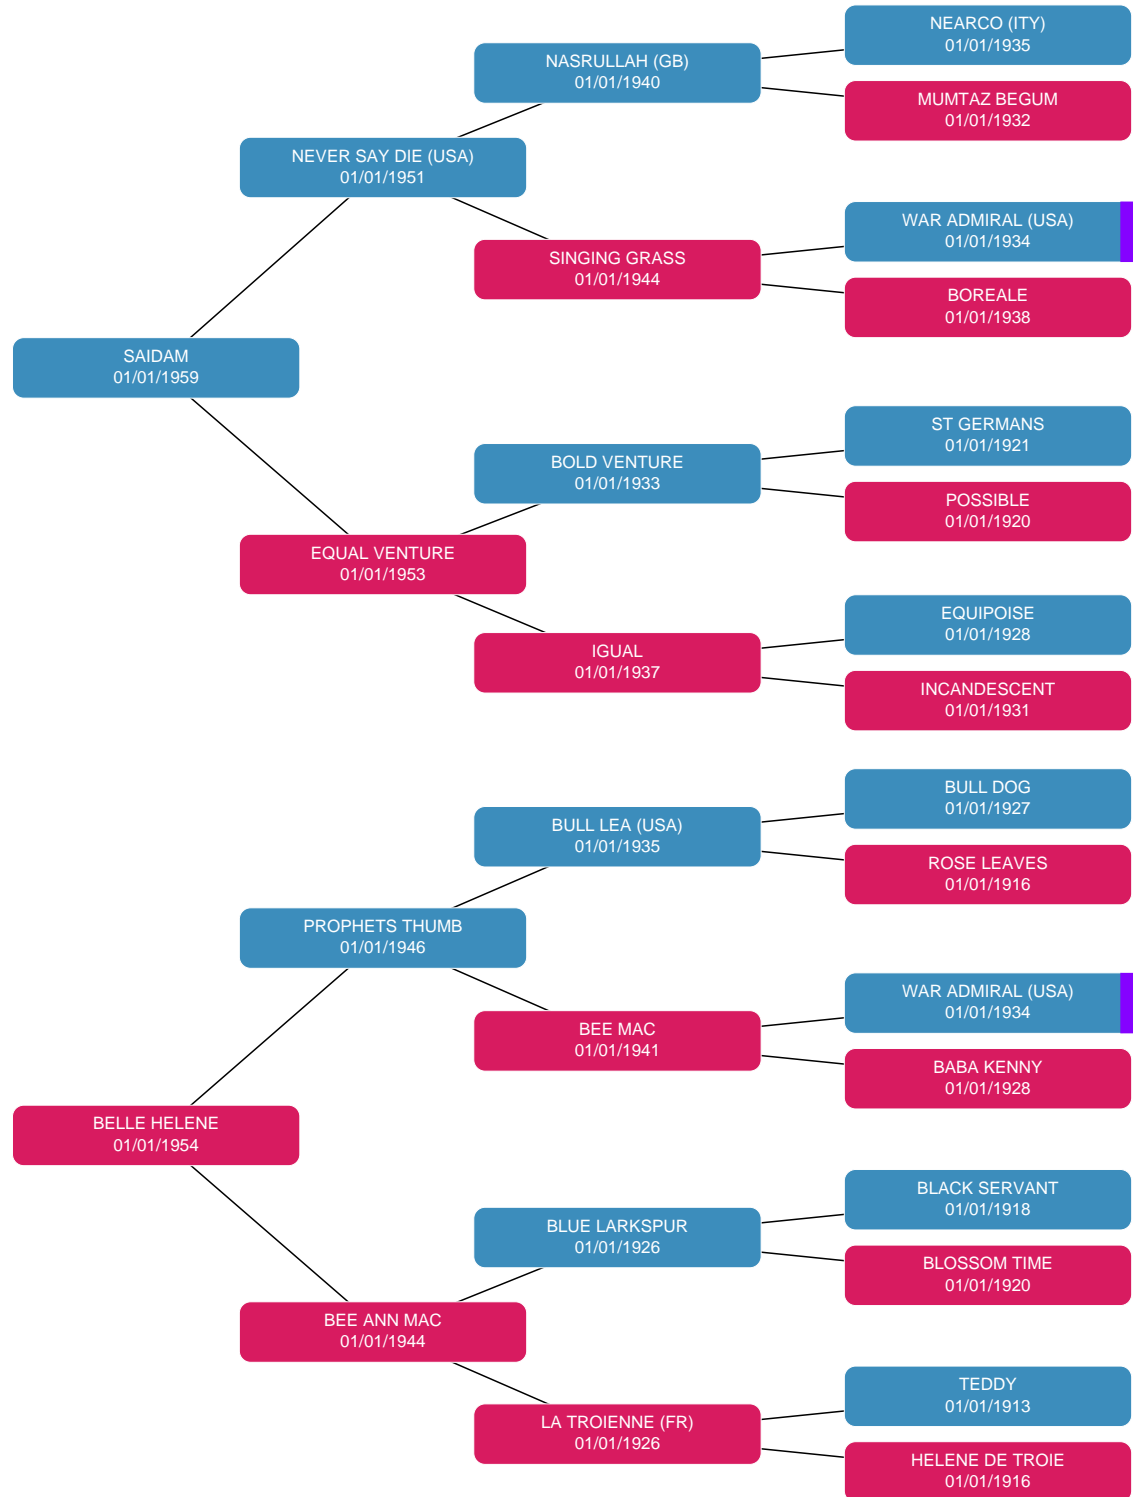 NEARCO (ITY)
01/01/1935
NASRULLAH (GB)
01/01/1940
MUMTAZ BEGUM
01/01/1932
NEVER SAY DIE (USA)
01/01/1951
WAR ADMIRAL (USA)
01/01/1934
SINGING GRASS
01/01/1944
BOREALE
01/01/1938
SAIDAM
01/01/1959
ST GERMANS
01/01/1921
BOLD VENTURE
01/01/1933
POSSIBLE
01/01/1920
EQUAL VENTURE
01/01/1953
EQUIPOISE
01/01/1928
IGUAL
01/01/1937
INCANDESCENT
01/01/1931
BULL DOG
01/01/1927
BULL LEA (USA)
01/01/1935
ROSE LEAVES
01/01/1916
PROPHETS THUMB
01/01/1946
WAR ADMIRAL (USA)
01/01/1934
BEE MAC
01/01/1941
BABA KENNY
01/01/1928
BELLE HELENE
01/01/1954
BLACK SERVANT
01/01/1918
BLUE LARKSPUR
01/01/1926
BLOSSOM TIME
01/01/1920
BEE ANN MAC
01/01/1944
TEDDY
01/01/1913
LA TROIENNE (FR)
01/01/1926
HELENE DE TROIE
01/01/1916